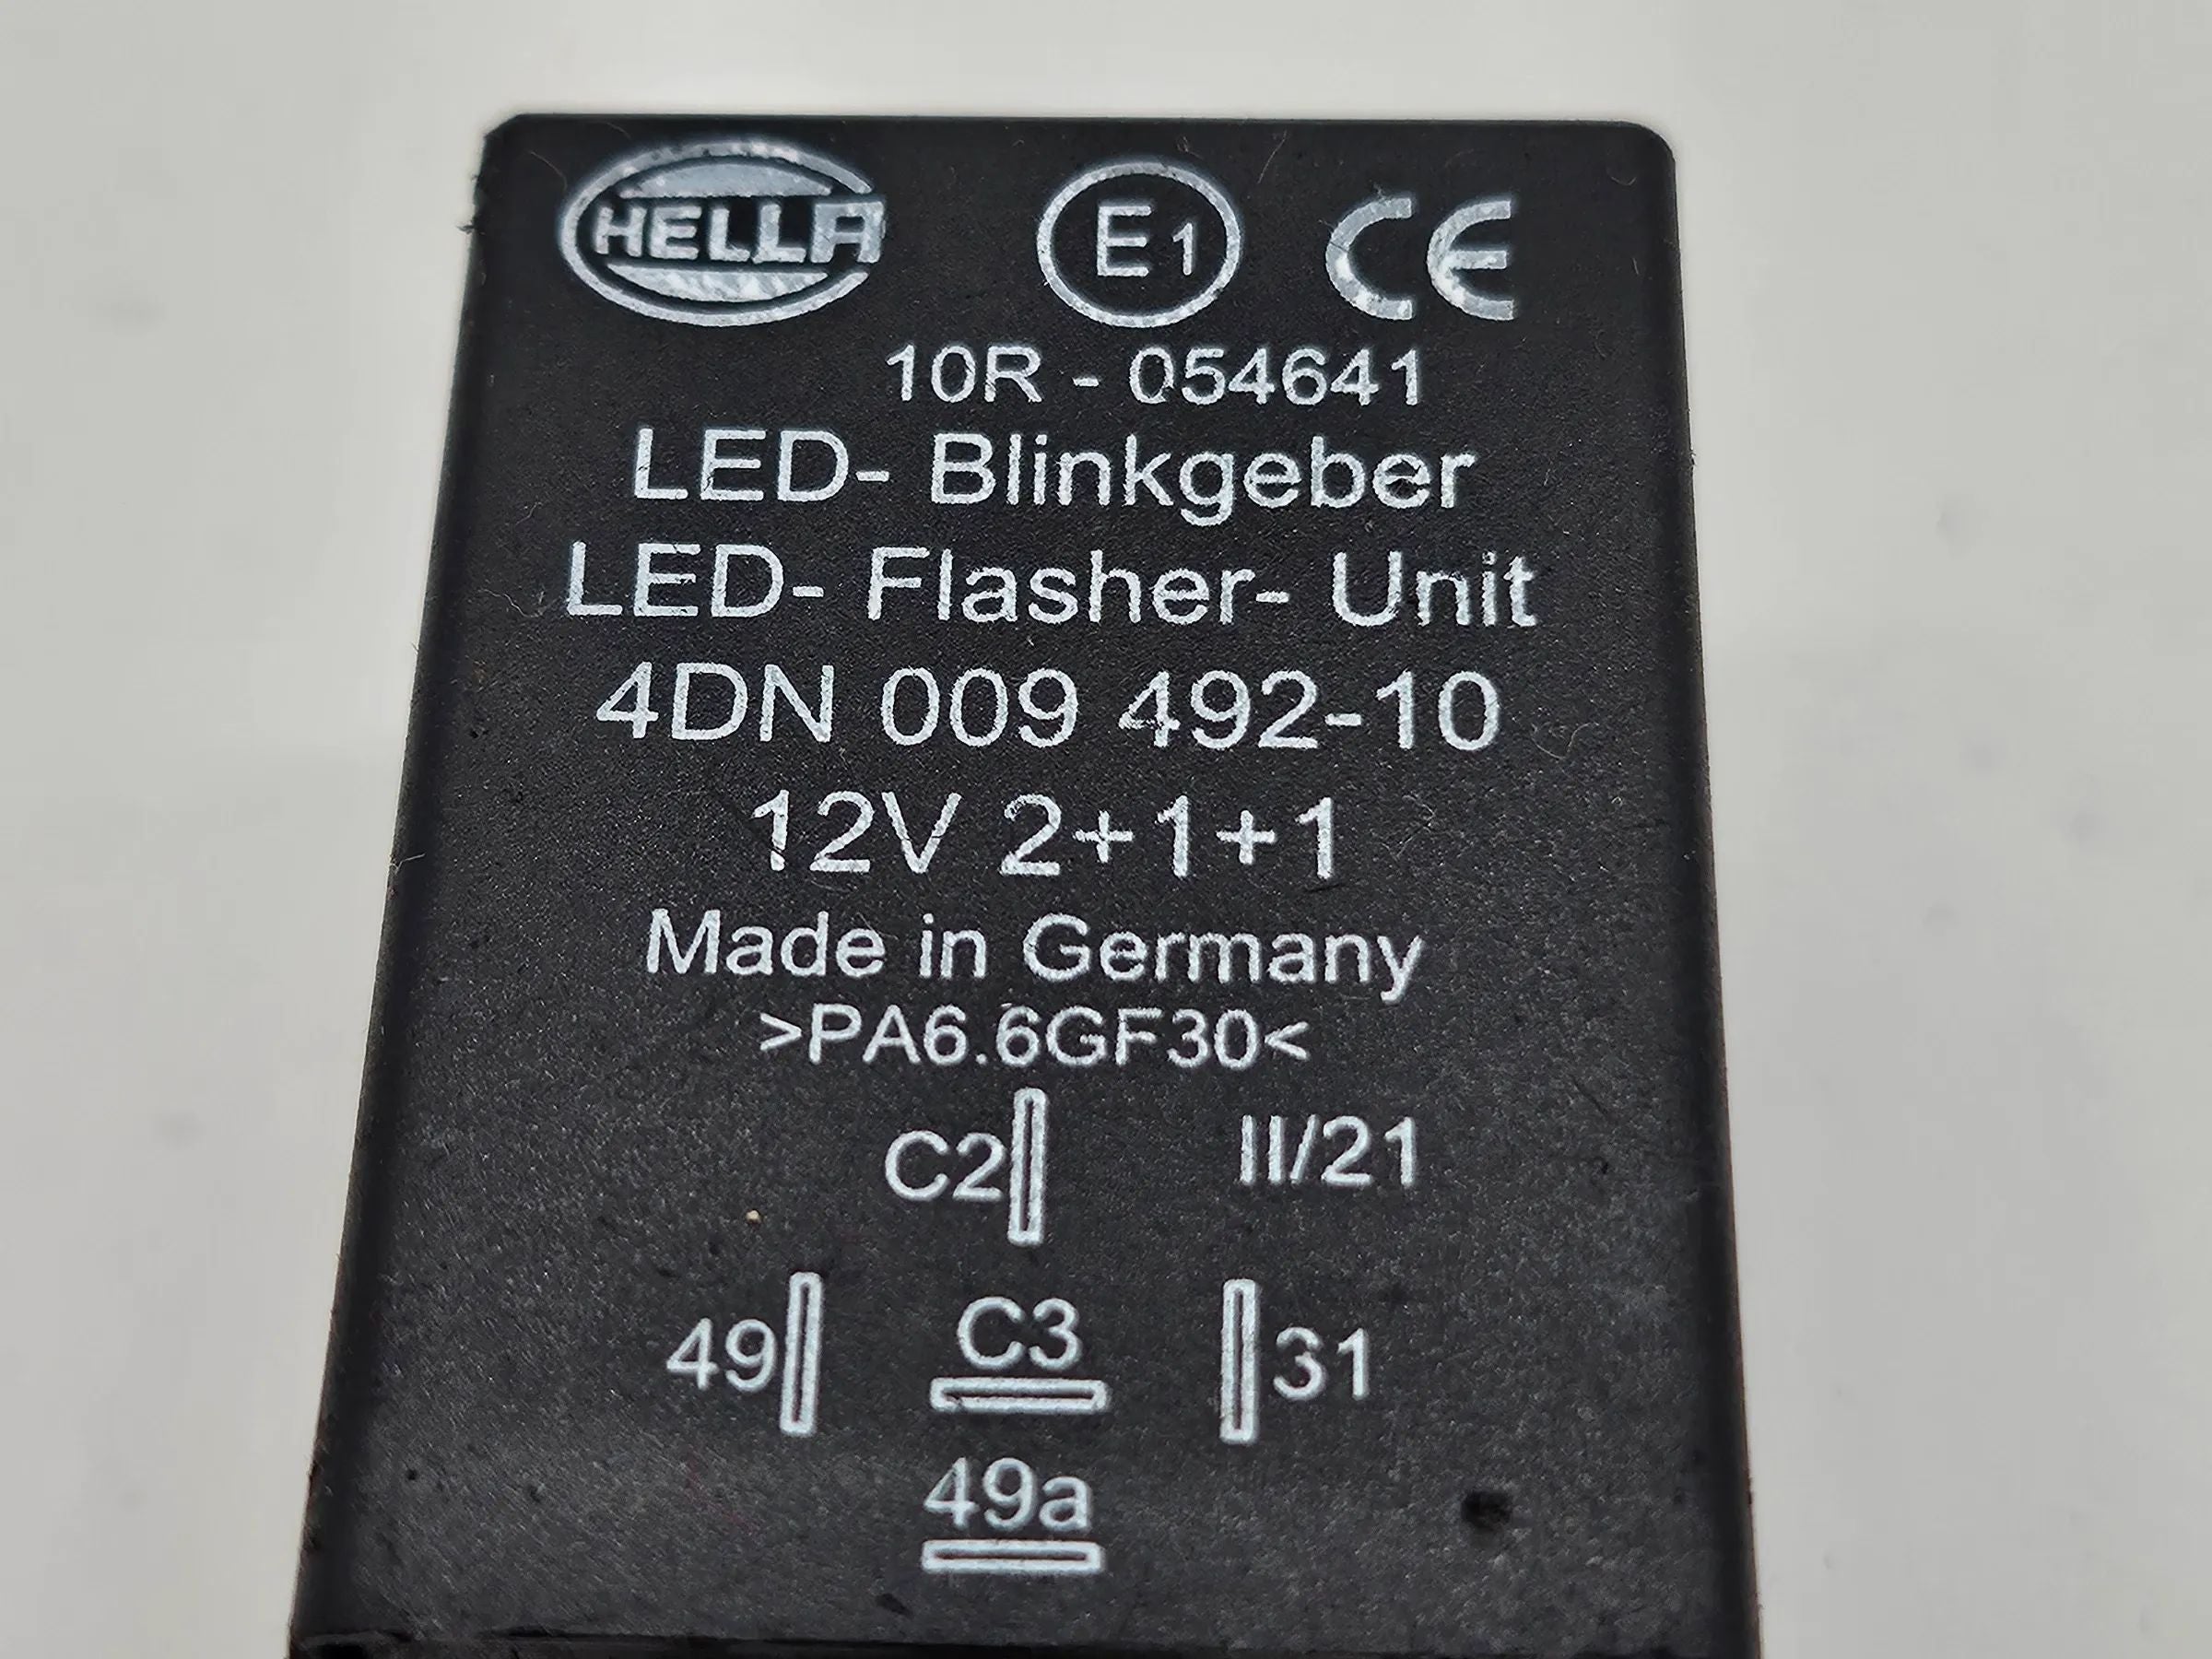 HELLA E1 CE
10R - 054641
LED- Blinkgeber
LED- Flasher- Unit
4DN 009 492-10
12V 2+1+1
Made in Germany
>PA6.6GF30<
C2 II/21
49 C3 31
49a